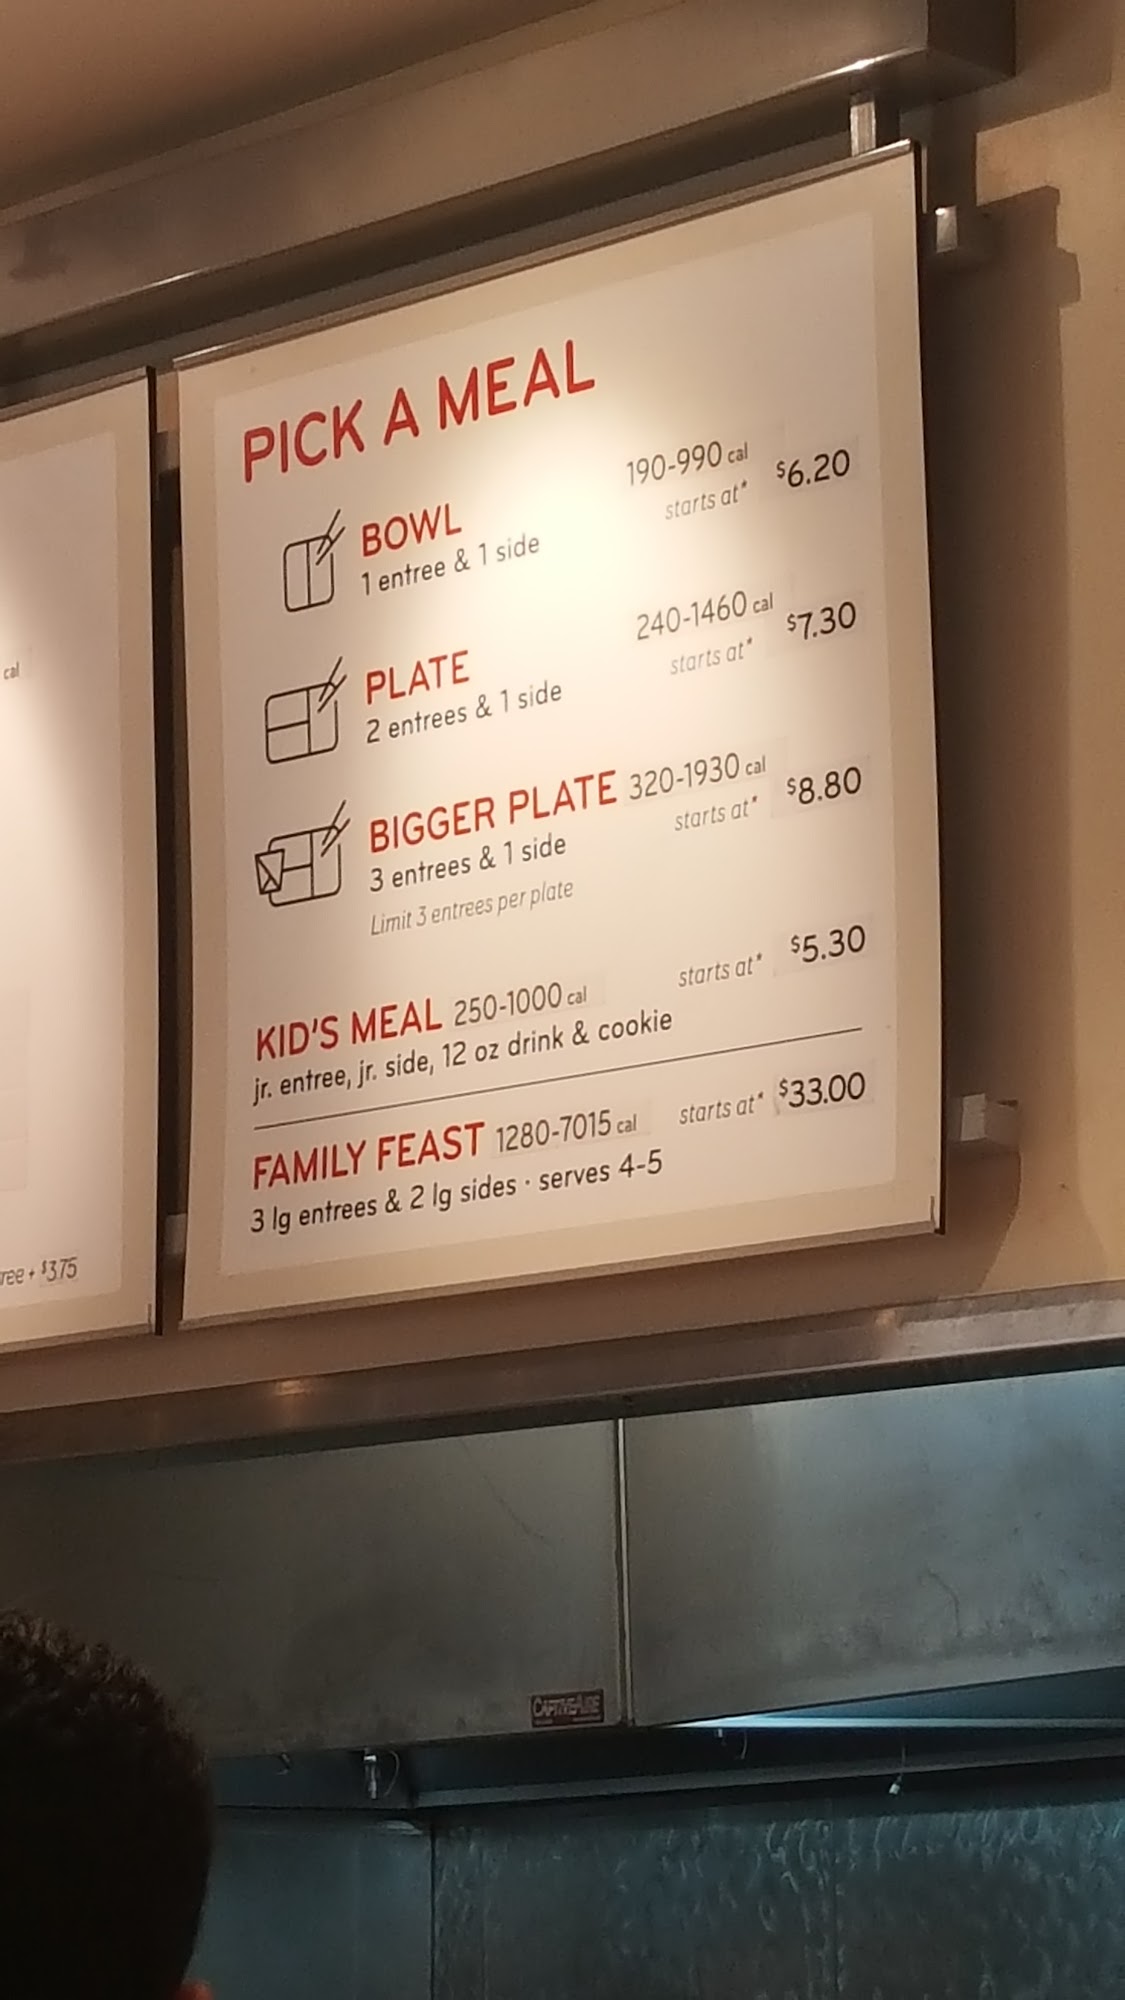 PICK A MEAL
BOWL 190-990 cal
1 entree & 1 side starts at* $6.20
PLATE 240-1460 cal
2 entrees & 1 side starts at* $7.30
BIGGER PLATE 320-1930 cal
3 entrees & 1 side starts at* $8.80
Limit 3 entrees per plate
KID'S MEAL 250-1000 cal starts at* $5.30
jr. entree, jr. side, 12 oz drink & cookie
FAMILY FEAST 1280-7015 cal starts at* $33.00
3 lg entrees & 2 lg sides · serves 4-5
cal
ree + $3.75
CAPTIVEAIRE